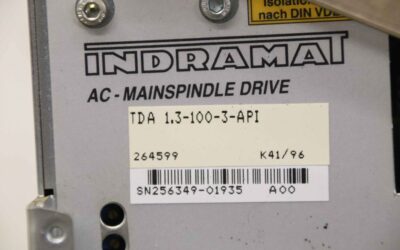 Isolation
nach DIN VDE
INDRAMAT
AC - MAINSPINDLE DRIVE
TDA 1.3-100-3-API
264599 K41/96
SN256349-01935 A00